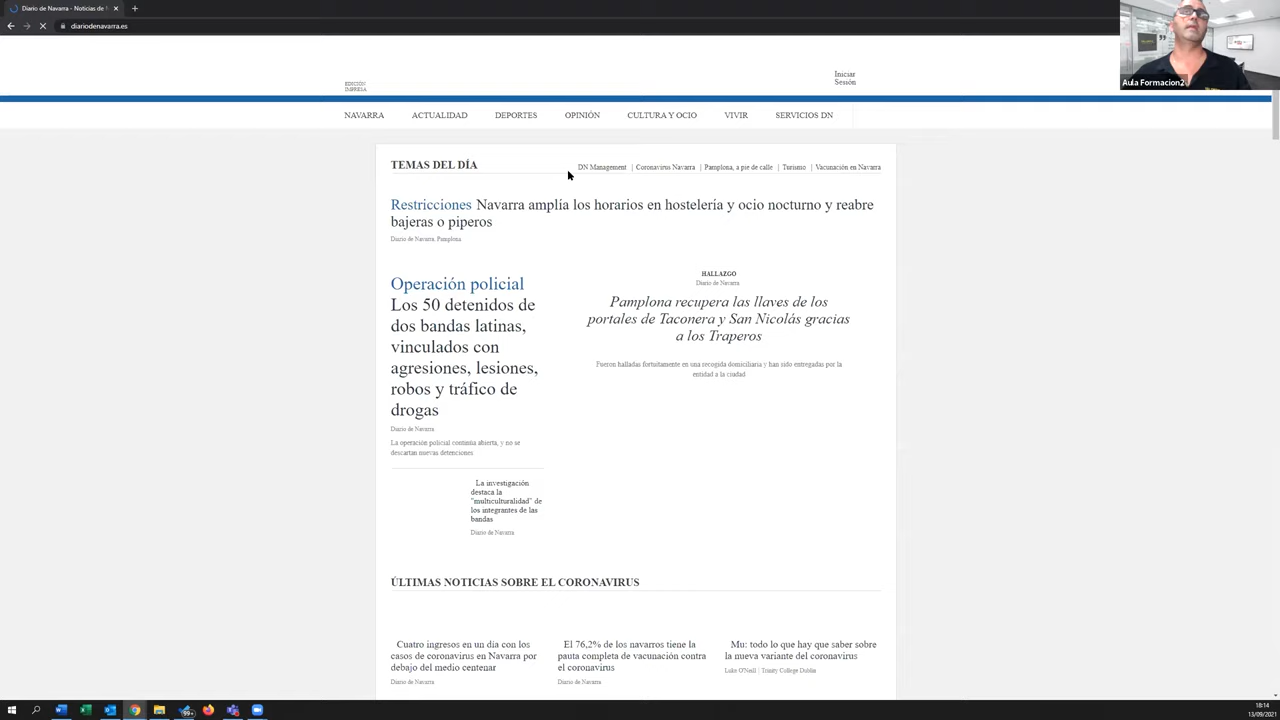 Diario de Navarra - Noticias de N
diariodenavarra.es
Aula Formacion2
EDICIÓN
IMPRESA
Iniciar
Sesión
NAVARRA ACTUALIDAD DEPORTES OPINIÓN CULTURA Y OCIO VIVIR SERVICIOS DN
TEMAS DEL DÍA
DN Management | Coronavirus Navarra | Pamplona, a pie de calle | Turismo | Vacunación en Navarra
Restricciones Navarra amplía los horarios en hostelería y ocio nocturno y reabre
bajeras o piperos
Diario de Navarra. Pamplona.
Operación policial
Los 50 detenidos de
dos bandas latinas,
vinculados con
agresiones, lesiones,
robos y tráfico de
drogas
Diario de Navarra
La operación policial continúa abierta, y no se
descartan nuevas detenciones
La investigación
destaca la
"multiculturalidad" de
los integrantes de las
bandas
Diario de Navarra
HALLAZGO
Diario de Navarra
Pamplona recupera las llaves de los
portales de Taconera y San Nicolás gracias
a los Traperos
Fueron halladas fortuitamente en una recogida domiciliaria y han sido entregadas por la
entidad a la ciudad
ÚLTIMAS NOTICIAS SOBRE EL CORONAVIRUS
Cuatro ingresos en un día con los
casos de coronavirus en Navarra por
debajo del medio centenar
Diario de Navarra
El 76,2% de los navarros tiene la
pauta completa de vacunación contra
el coronavirus
Diario de Navarra
Mu: todo lo que hay que saber sobre
la nueva variante del coronavirus
Luke O'Neill | Trinity College Dublin
99+
18:14
13/09/2021